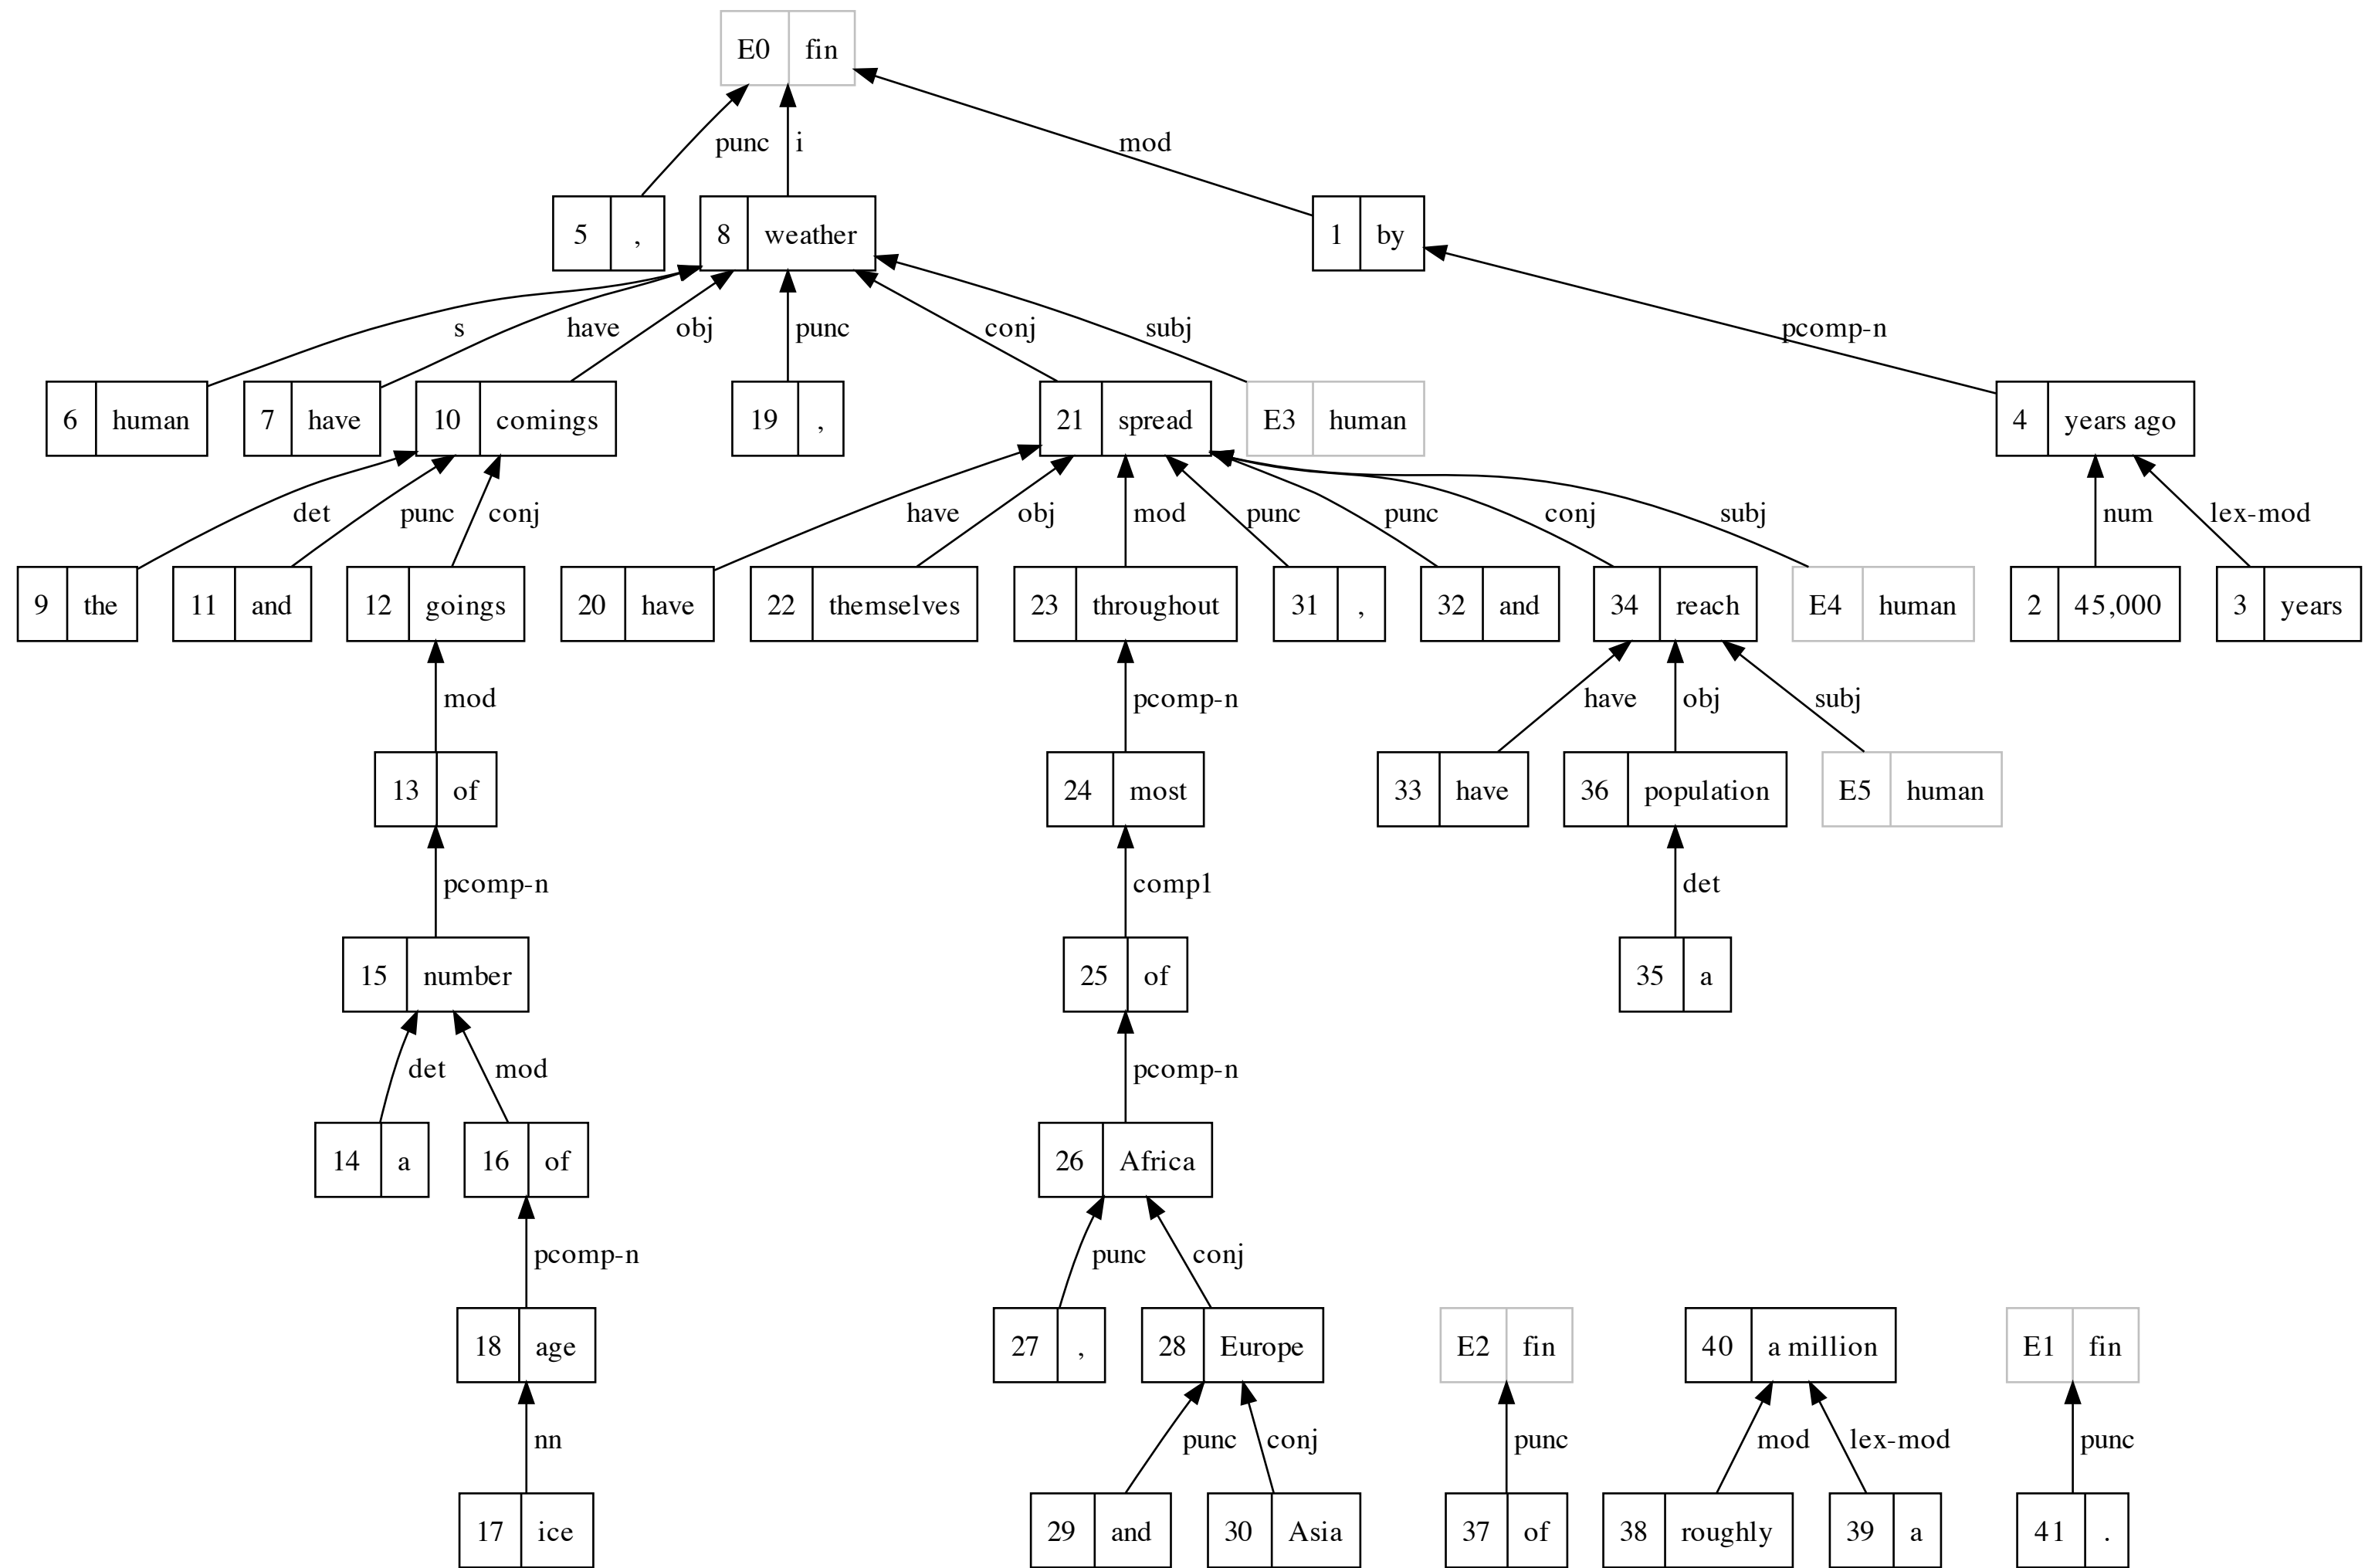 E0 fin
punc i mod
5 , 8 weather 1 by
s have obj punc conj subj pcomp-n
6 human 7 have 10 comings 19 , 21 spread E3 human 4 years ago
det punc conj have obj mod punc punc conj subj num lex-mod
9 the 11 and 12 goings 20 have 22 themselves 23 throughout 31 , 32 and 34 reach E4 human 2 45,000 3 years
mod pcomp-n have obj subj
13 of 24 most 33 have 36 population E5 human
pcomp-n comp1 det
15 number 25 of 35 a
det mod pcomp-n
14 a 16 of 26 Africa
pcomp-n punc conj
18 age 27 , 28 Europe E2 fin 40 a million E1 fin
nn punc conj punc mod lex-mod punc
17 ice 29 and 30 Asia 37 of 38 roughly 39 a 41 .